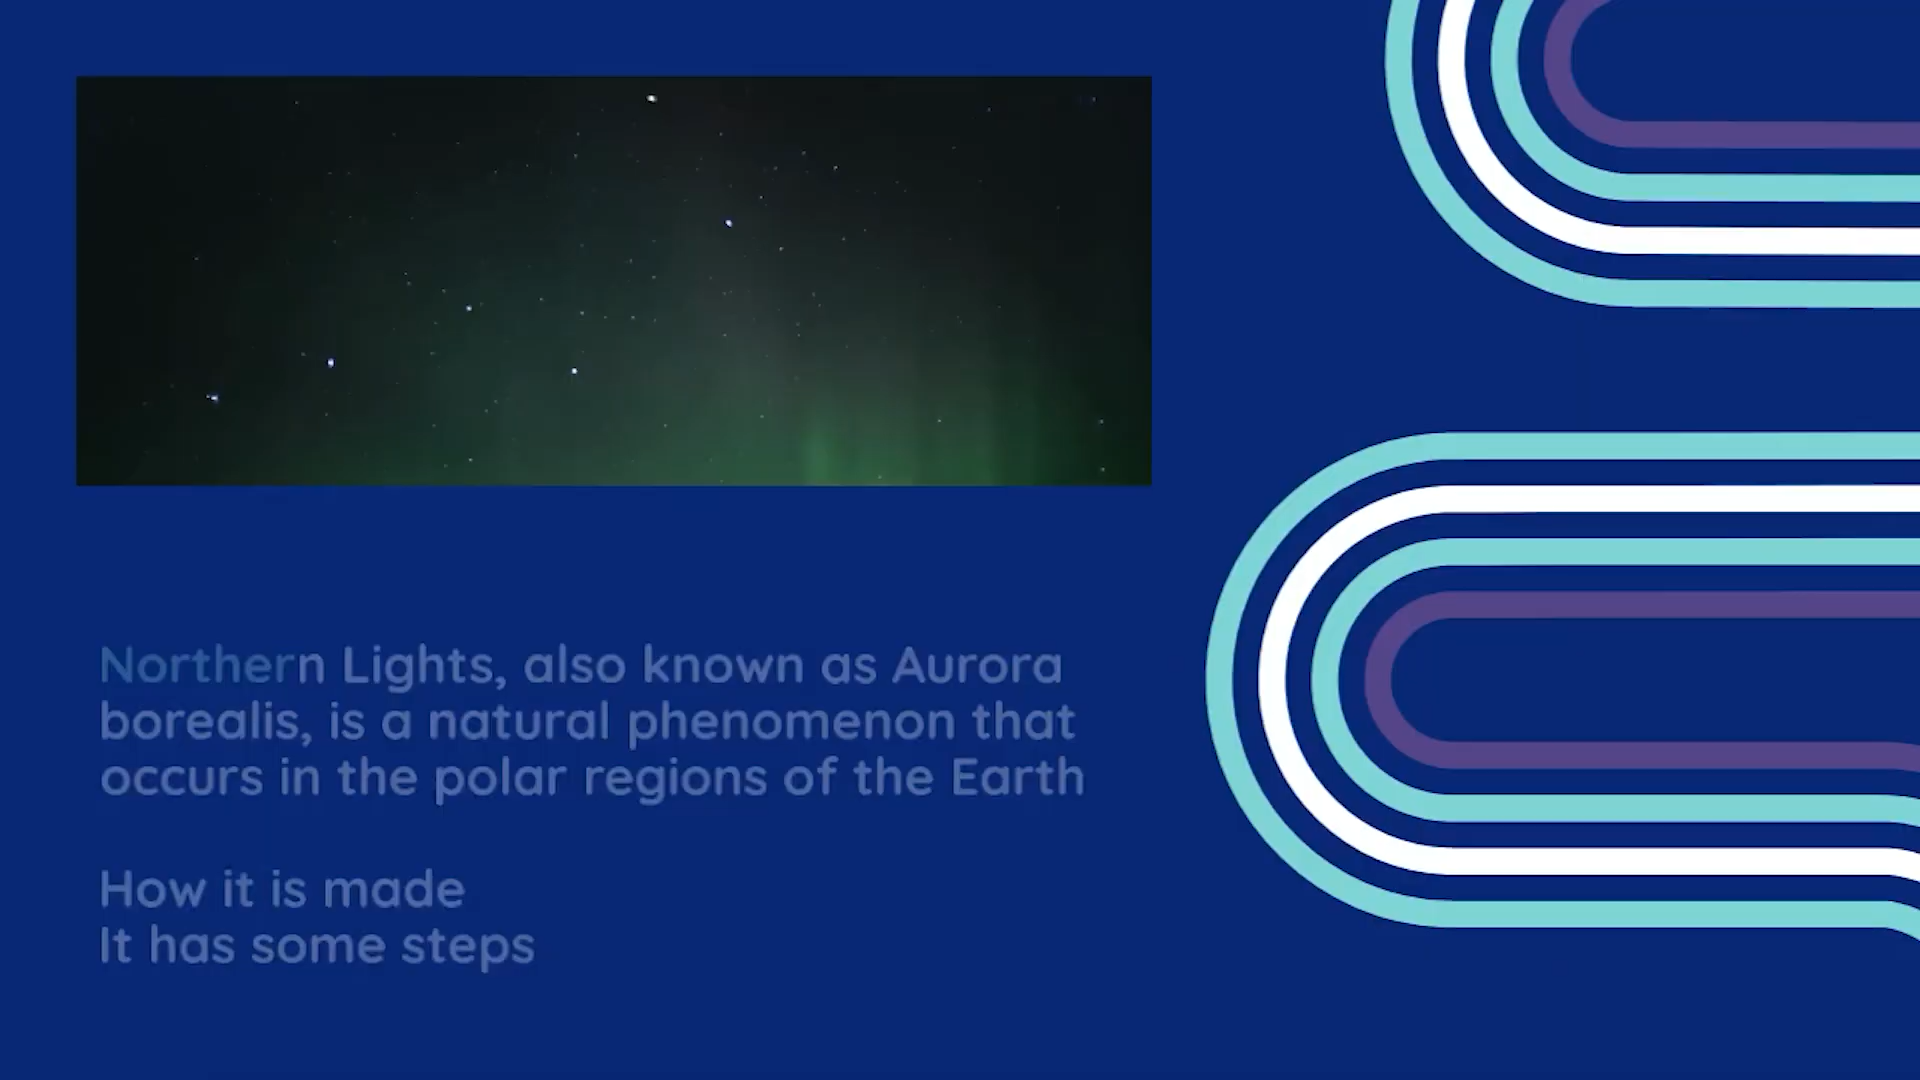 Northern Lights, also known as Aurora
borealis, is a natural phenomenon that
occurs in the polar regions of the Earth
How it is made
It has some steps